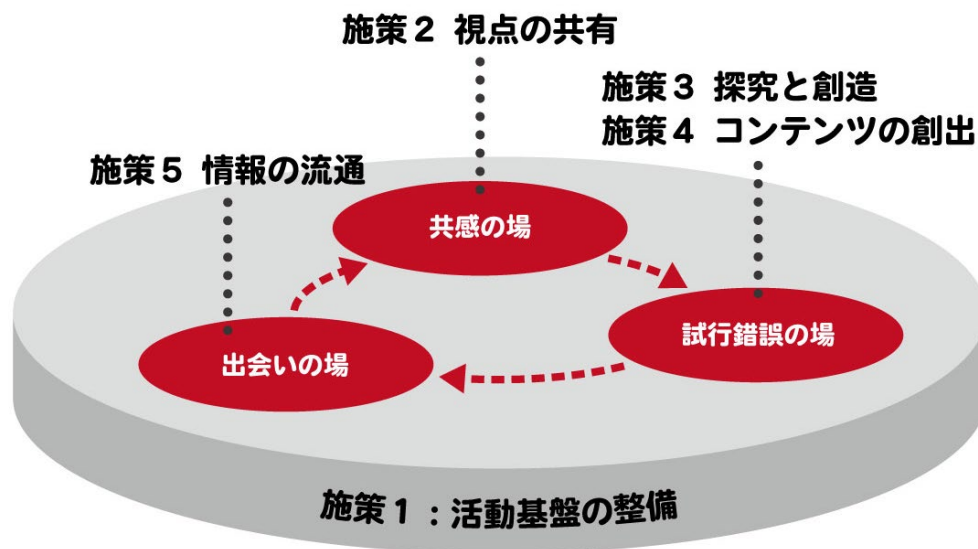 施策２ 視点の共有
施策３ 探究と創造
施策４ コンテンツの創出
施策５ 情報の流通
共感の場
試行錯誤の場
出会いの場
施策１：活動基盤の整備